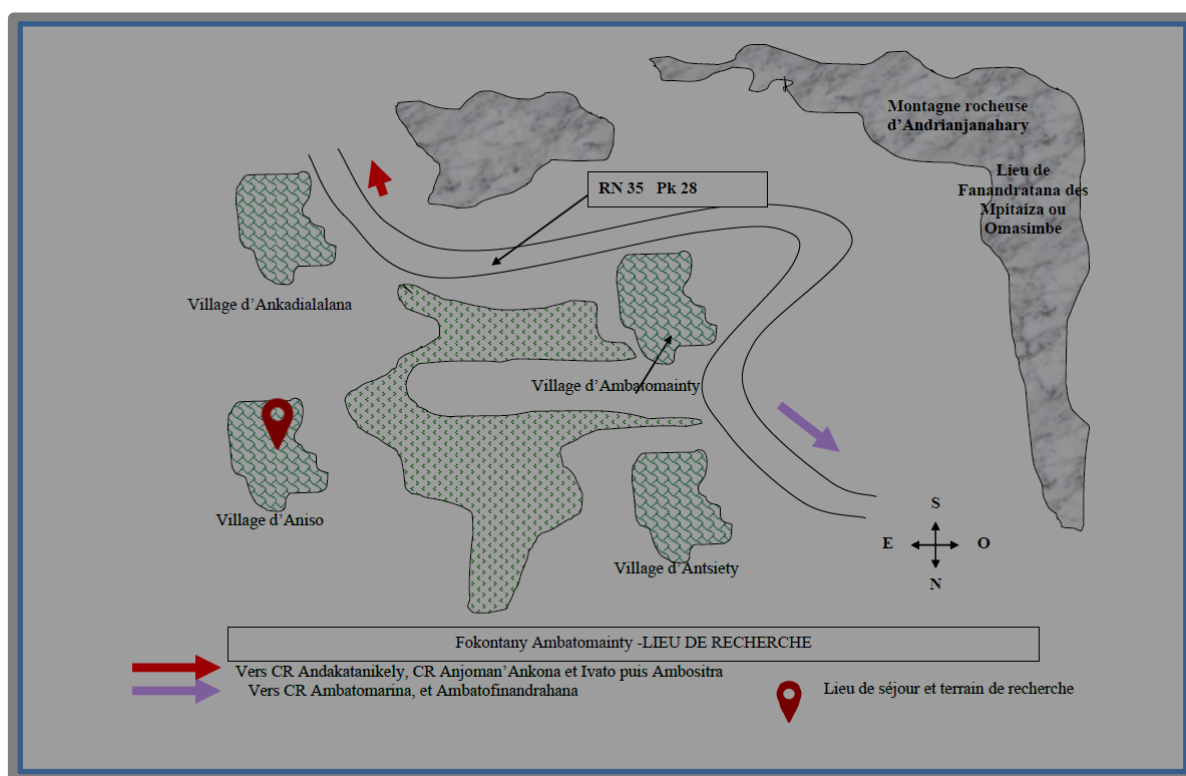 Montagne rocheuse
d'Andrianjanahary
Lieu de
Fanandratana des
Mpitaiza ou
Omasimbe
RN 35 Pk 28
Village d'Ankadialalana
Village d'Ambatomainty
Village d'Aniso
Village d'Antsiety
S
E O
N
Fokontany Ambatomainty -LIEU DE RECHERCHE
Vers CR Andakatanikely, CR Anjoman'Ankona et Ivato puis Ambositra
Vers CR Ambatomarina, et Ambatofinandrahana
Lieu de séjour et terrain de recherche